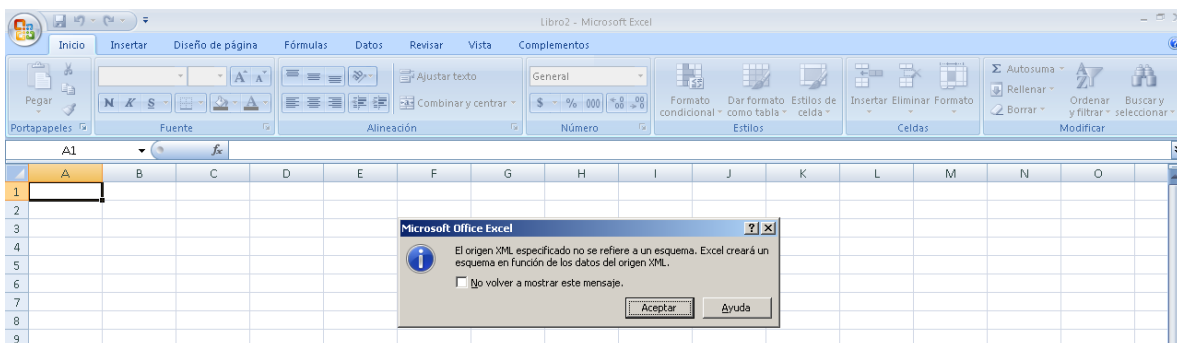 Libro2 - Microsoft Excel
Inicio Insertar Diseño de página Fórmulas Datos Revisar Vista Complementos
Pegar
Portapapeles
N K S
A A
A
Fuente
Ajustar texto
Combinar y centrar
Alineación
General
$ % 000
Número
Formato condicional
Dar formato como tabla
Estilos de celda
Estilos
Insertar Eliminar Formato
Celdas
Σ Autosuma
Rellenar
Borrar
Ordenar y filtrar
Buscar y seleccionar
Modificar
A1
fx
A B C D E F G H I J K L M N O
1
2
3
4
5
6
7
8
9
Microsoft Office Excel
El origen XML especificado no se refiere a un esquema. Excel creará un
esquema en función de los datos del origen XML.
No volver a mostrar este mensaje.
Aceptar Ayuda